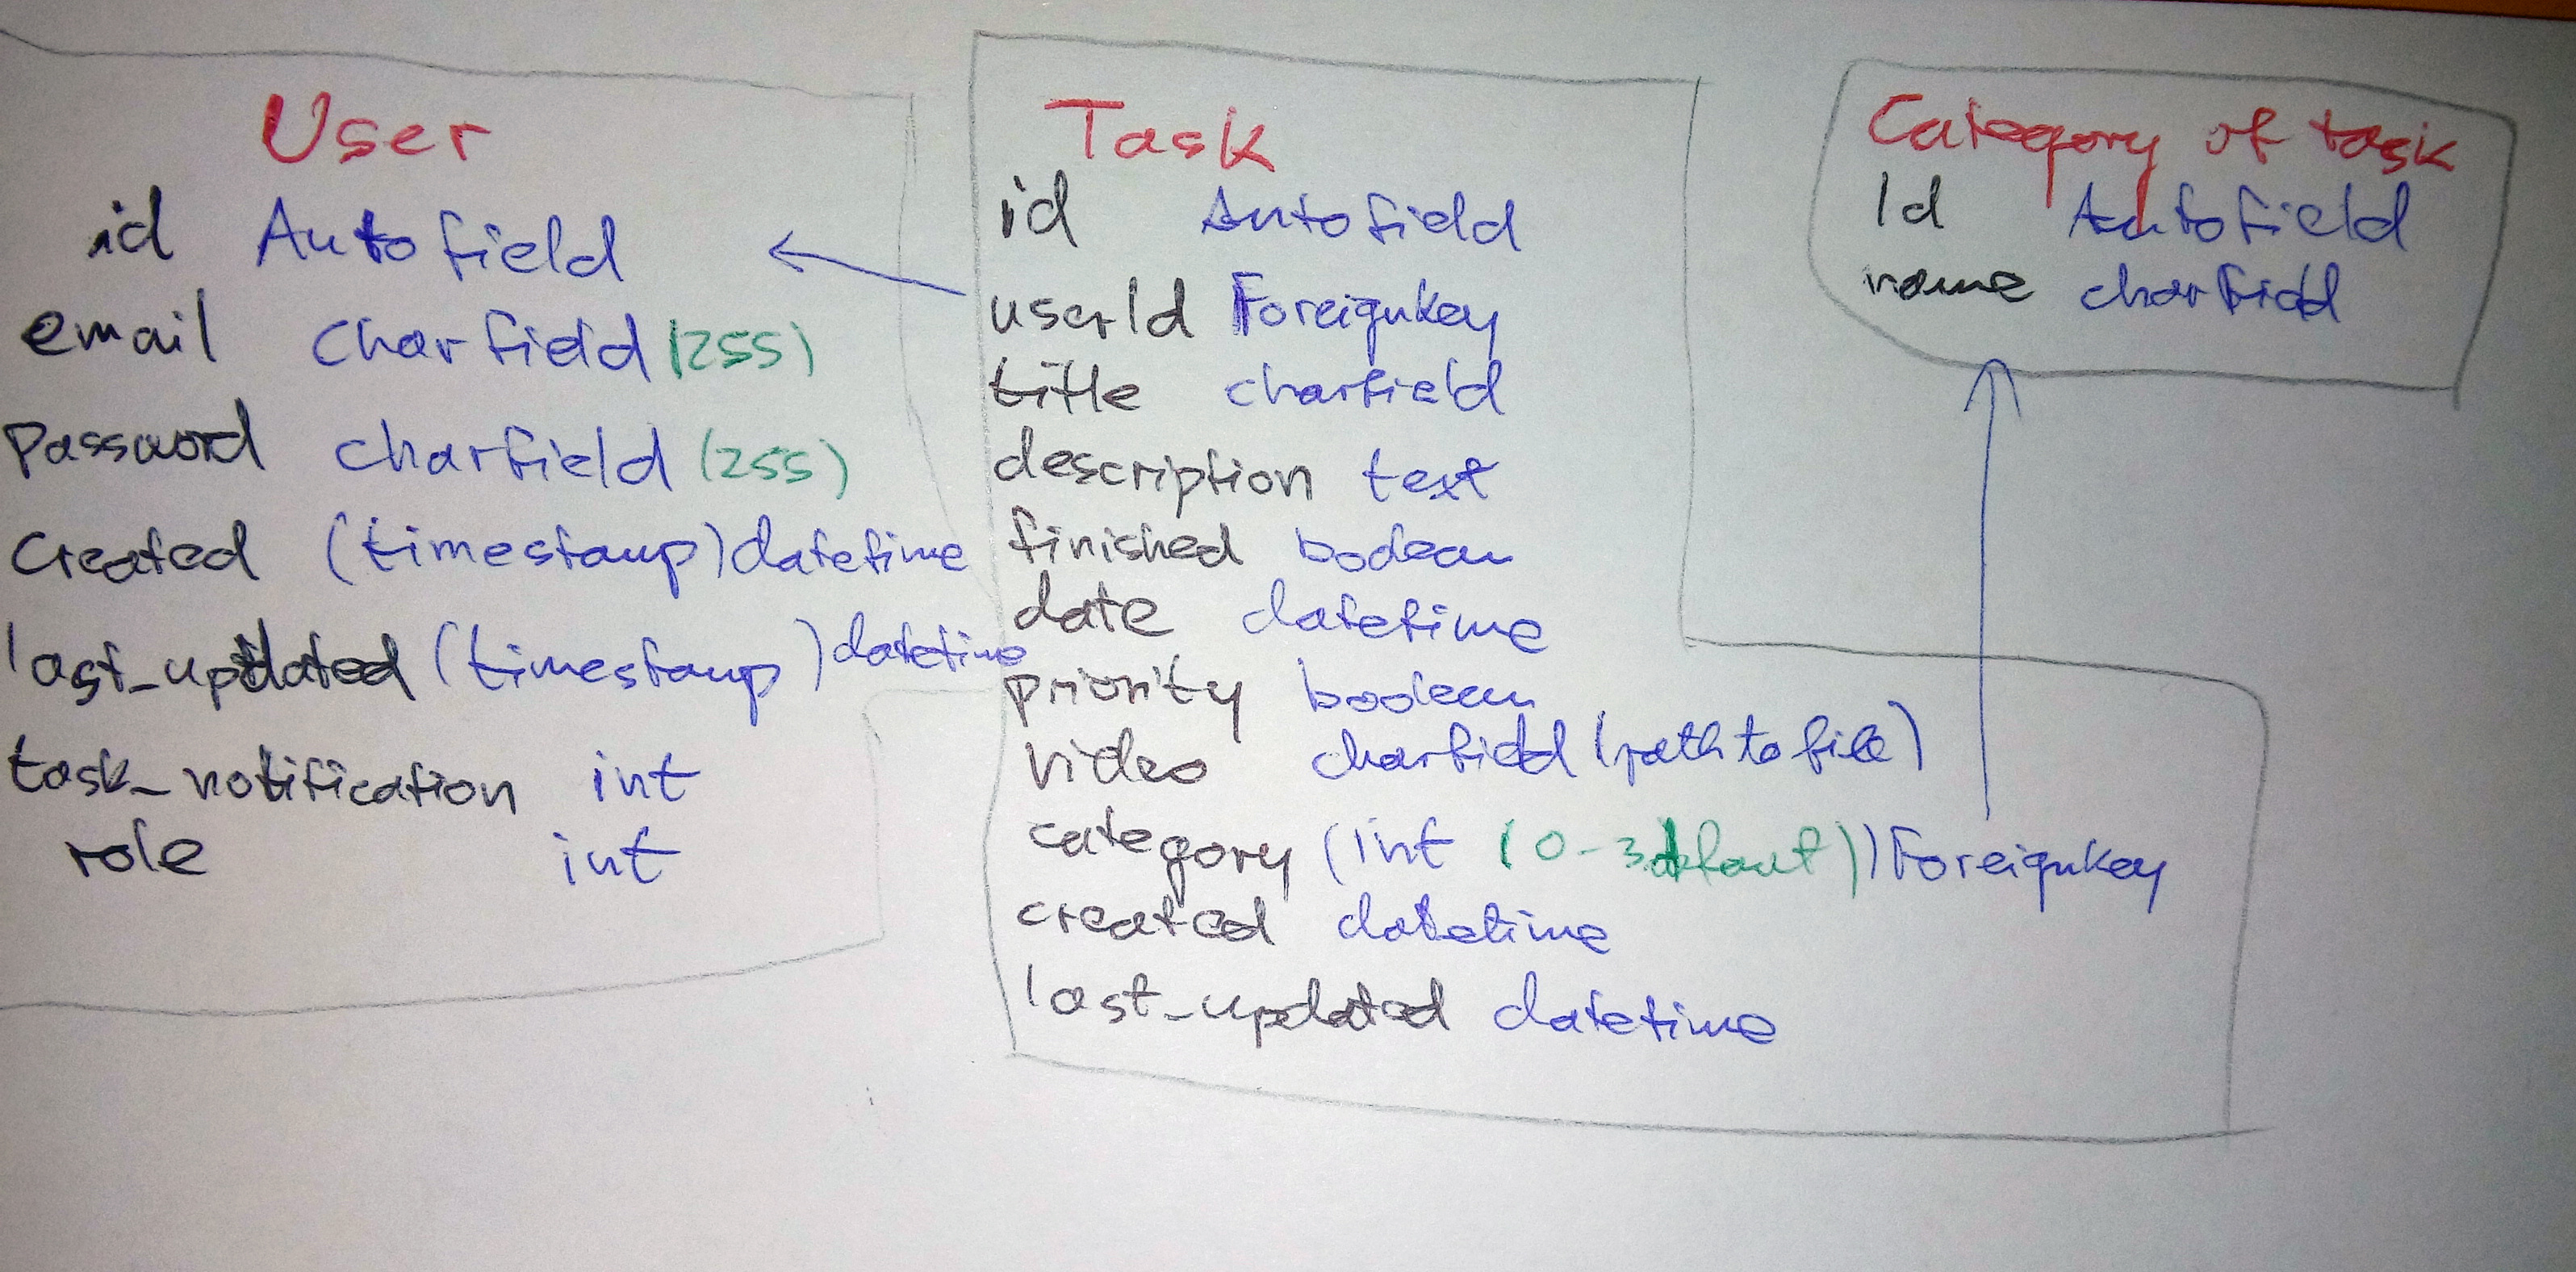 User
id Autofield
email Charfield (255)
Password charfield (255)
Created (timestamp) datetime
last_updated (timestamp) datetime
task_notification int
role int
Task
id Autofield
userId Foreignkey
title charfield
description text
finished boolean
date datetime
priority boolean
video charfield (path to file)
category (int (0-3 defaut)) Foreignkey
created datetime
last_updated datetime
Category of task
Id Autofield
name charfield